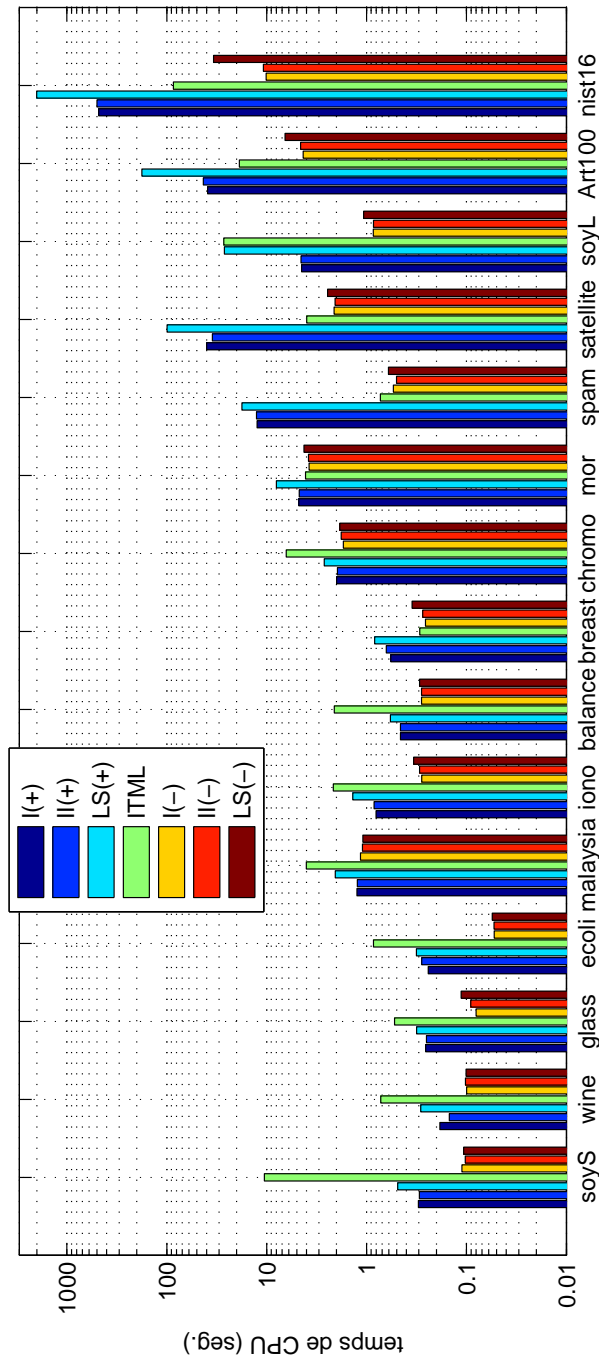 temps de CPU (seg.)
1000
100
10
1
0.1
0.01
I(+)
II(+)
LS(+)
ITML
I(−)
II(−)
LS(−)
soyS wine glass ecoli malaysia iono balance breast chromo mor spam satellite soyL Art100 nist16